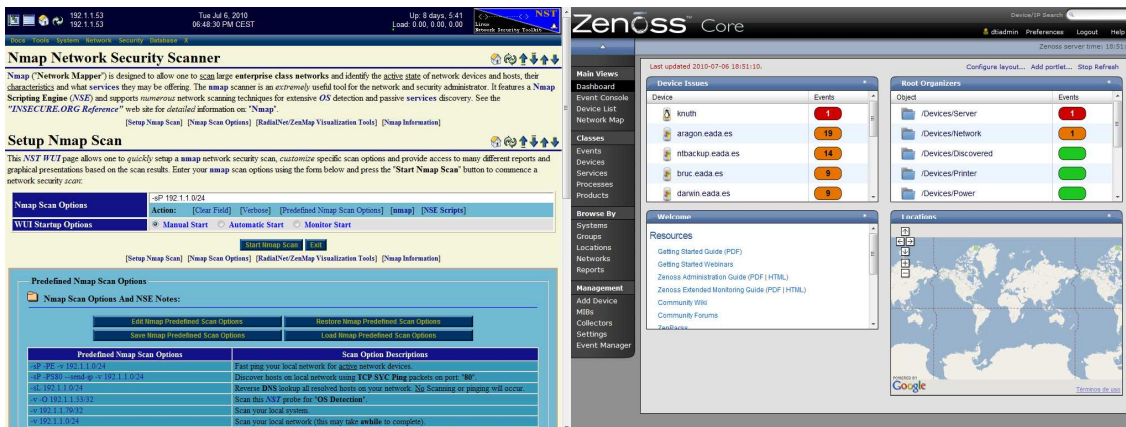 192.1.1.53
192.1.1.53
Tue Jul 6, 2010
06:48:30 PM CEST
Up: 8 days, 5:41
Load: 0.00, 0.00, 0.00
NST
Linux
Network Security Toolkit
Docs Tools System Network Security Database X
Nmap Network Security Scanner
Nmap ("Network Mapper") is designed to allow one to scan large enterprise class networks and identify the active state of network devices and hosts, their
characteristics and what services they may be offering. The nmap scanner is an extremely useful tool for the network and security administrator. It features a Nmap
Scripting Engine (NSE) and supports numerous network scanning techniques for extensive OS detection and passive services discovery. See the
"INSECURE.ORG Reference" web site for detailed information on: "Nmap".
[Setup Nmap Scan] [Nmap Scan Options] [RadialNet/ZenMap Visualization Tools] [Nmap Information]
Setup Nmap Scan
This NST WUI page allows one to quickly setup a nmap network security scan, customize specific scan options and provide access to many different reports and
graphical presentations based on the scan results. Enter your nmap scan options using the form below and press the "Start Nmap Scan" button to commence a
network security scan.
Nmap Scan Options
-sP 192.1.1.0/24
Action: [Clear Field] [Verbose] [Predefined Nmap Scan Options] [nmap] [NSE Scripts]
WUI Startup Options
Manual Start Automatic Start Monitor Start
Start Nmap Scan Exit
[Setup Nmap Scan] [Nmap Scan Options] [RadialNet/ZenMap Visualization Tools] [Nmap Information]
Predefined Nmap Scan Options
Nmap Scan Options And NSE Notes:
Edit Nmap Predefined Scan Options Restore Nmap Predefined Scan Options
Save Nmap Predefined Scan Options Load Nmap Predefined Scan Options
Predefined Nmap Scan Options Scan Option Descriptions
-sP -PE -v 192.1.1.0/24 Fast ping your local network for active network devices.
-sP -PS80 --send-ip -v 192.1.1.0/24 Discover hosts on local network using TCP SYC Ping packets on port: "80".
-sL 192.1.1.0/24 Reverse DNS lookup all resolved hosts on your network. No Scanning or pinging will occur.
-v -O 192.1.1.53/32 Scan this NST probe for "OS Detection".
-v 192.1.1.79/32 Scan your local system.
-v 192.1.1.0/24 Scan your local network (this may take awhile to complete).
Zenoss Core
Device/IP Search
dtiadmin Preferences Logout Help
Zenoss server time: 18:51
Main Views
Dashboard
Event Console
Device List
Network Map
Classes
Events
Devices
Services
Processes
Products
Browse By
Systems
Groups
Locations
Networks
Reports
Management
Add Device
MIBs
Collectors
Settings
Event Manager
Last updated 2010-07-06 18:51:10.
Configure layout... Add portlet... Stop Refresh
Device Issues
Device Events
knuth 1
aragon.eada.es 19
ntbackup.eada.es 14
bruc.eada.es 9
darwin.eada.es 9
Root Organizers
Object Events
/Devices/Server 1
/Devices/Network 1
/Devices/Discovered
/Devices/Printer
/Devices/Power
Welcome
Resources
Getting Started Guide (PDF)
Getting Started Webinars
Zenoss Administration Guide (PDF | HTML)
Zenoss Extended Monitoring Guide (PDF | HTML)
Community Wiki
Community Forums
ZenPacks
Locations
POWERED BY
Google
Términos de uso